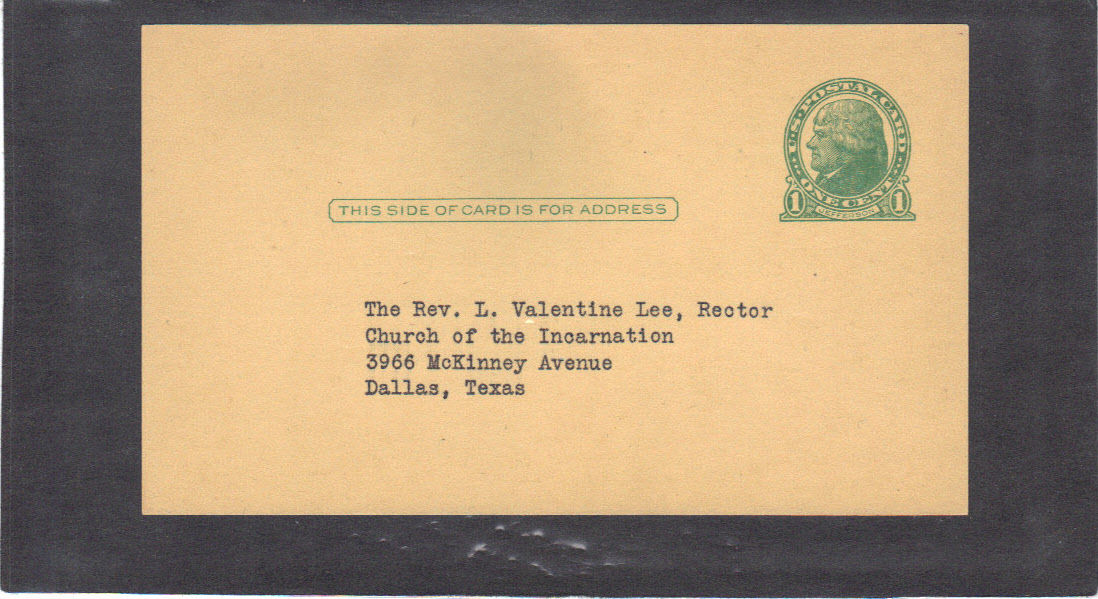 U.S. POSTAL CARD
ONE CENT
1 JEFFERSON 1
THIS SIDE OF CARD IS FOR ADDRESS
The Rev. L. Valentine Lee, Rector
Church of the Incarnation
3966 McKinney Avenue
Dallas, Texas